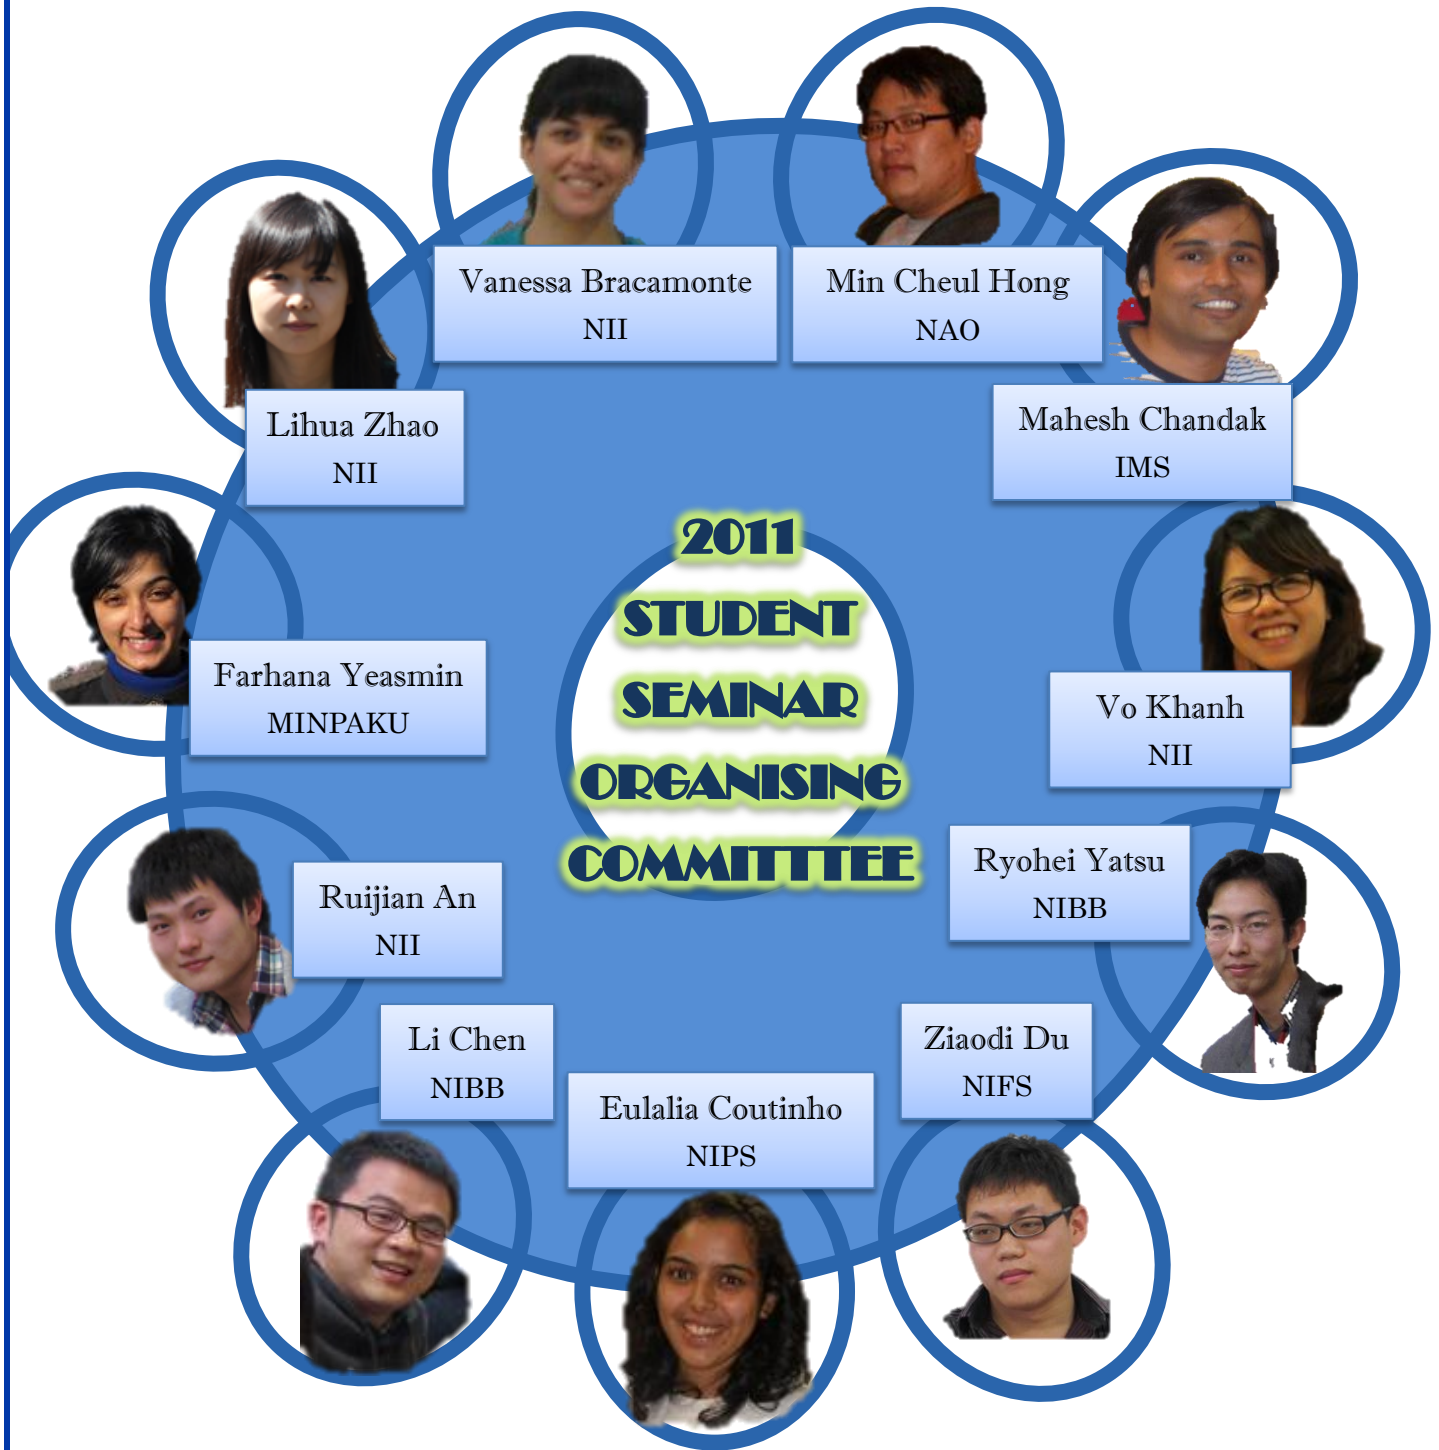 Vanessa Bracamonte
NII
Min Cheul Hong
NAO
Mahesh Chandak
IMS
Lihua Zhao
NII
2011
STUDENT
SEMINAR
ORGANISING
COMMITTTEE
Farhana Yeasmin
MINPAKU
Vo Khanh
NII
Ryohei Yatsu
NIBB
Ruijian An
NII
Li Chen
NIBB
Ziaodi Du
NIFS
Eulalia Coutinho
NIPS